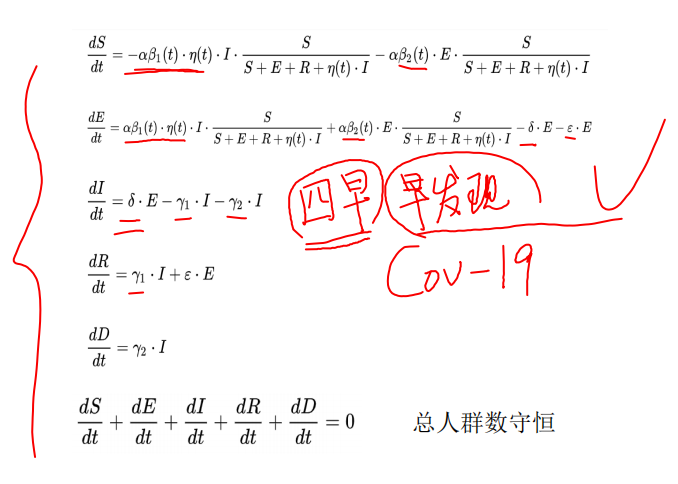 dS/dt = −αβ₁(t)·η(t)·I· S/(S+E+R+η(t)·I) − αβ₂(t)·E· S/(S+E+R+η(t)·I)
dE/dt = αβ₁(t)·η(t)·I· S/(S+E+R+η(t)·I) + αβ₂(t)·E· S/(S+E+R+η(t)·I) − δ·E − ε·E
dI/dt = δ·E − γ₁·I − γ₂·I
四早 早发现
Cov-19
dR/dt = γ₁·I + ε·E
dD/dt = γ₂·I
dS/dt + dE/dt + dI/dt + dR/dt + dD/dt = 0 总人群数守恒